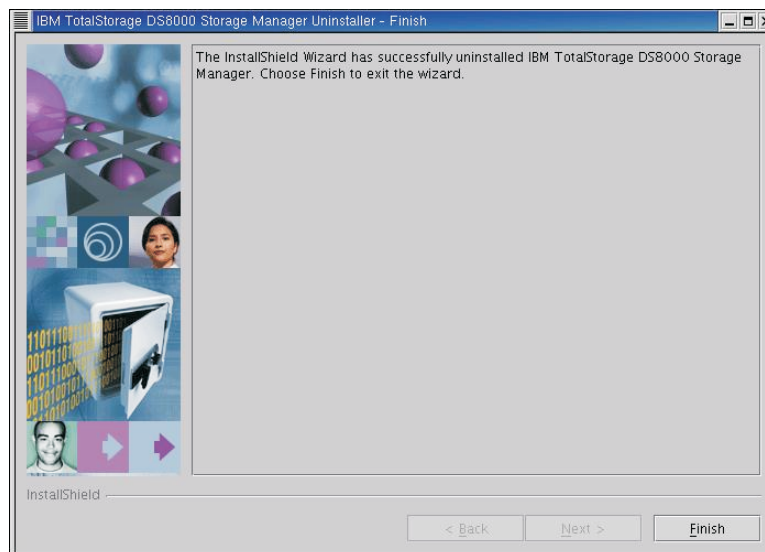 IBM TotalStorage DS8000 Storage Manager Uninstaller - Finish
The InstallShield Wizard has successfully uninstalled IBM TotalStorage DS8000 Storage
Manager. Choose Finish to exit the wizard.
InstallShield
< Back
Next >
Finish